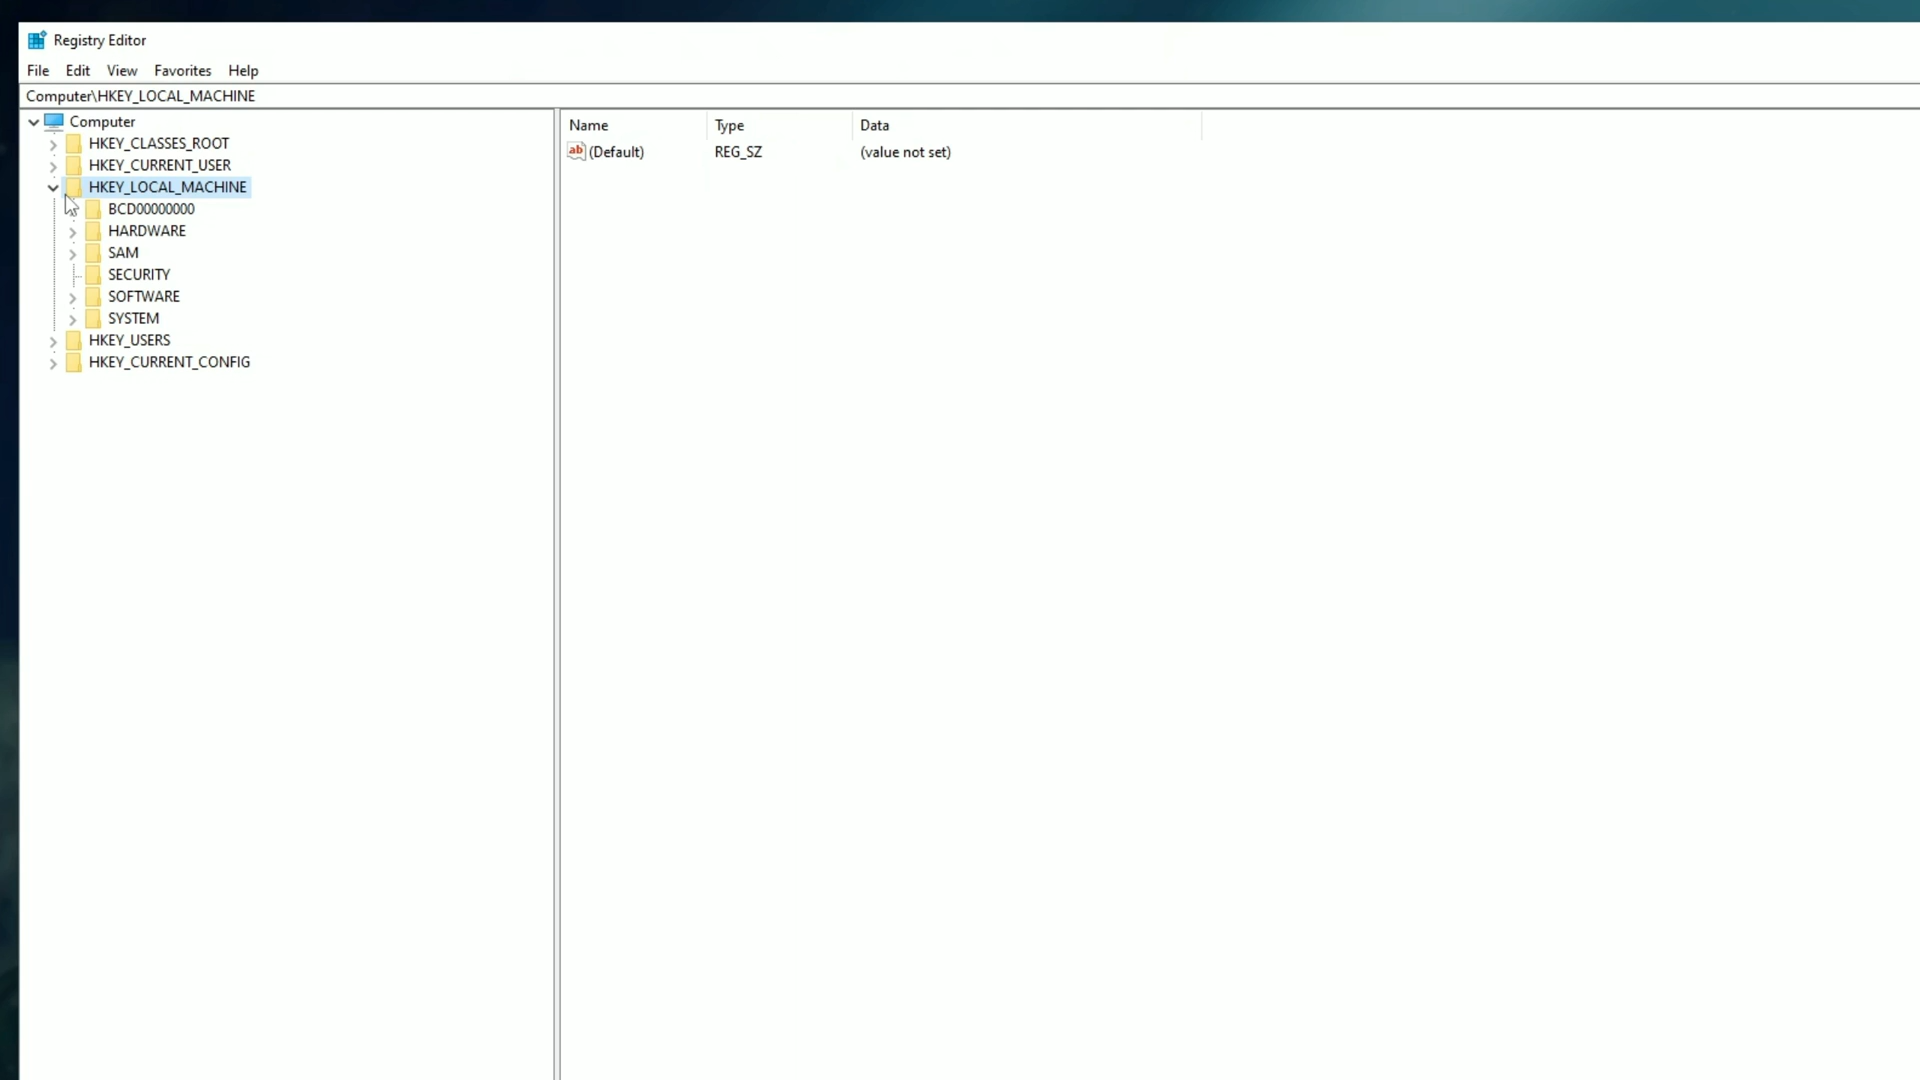 Registry Editor
File Edit View Favorites Help
Computer\HKEY_LOCAL_MACHINE
Computer
HKEY_CLASSES_ROOT
HKEY_CURRENT_USER
HKEY_LOCAL_MACHINE
BCD00000000
HARDWARE
SAM
SECURITY
SOFTWARE
SYSTEM
HKEY_USERS
HKEY_CURRENT_CONFIG
Name Type Data
ab (Default) REG_SZ (value not set)